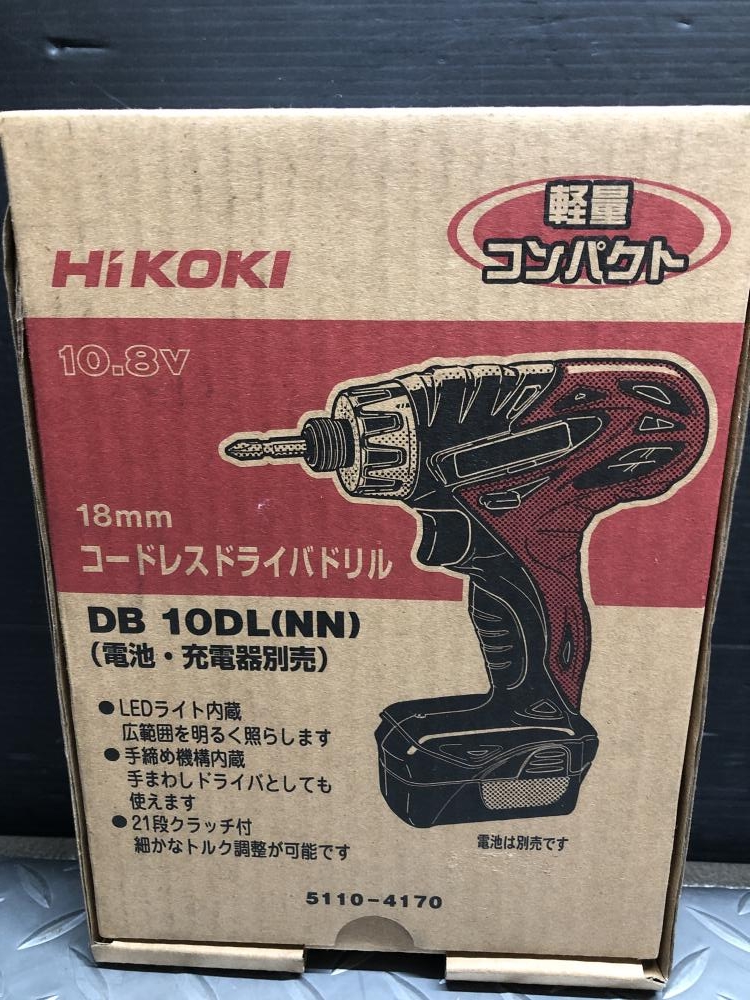 軽量
コンパクト
HiKOKI
10.8V
18mm
コードレスドライバドリル
DB 10DL(NN)
(電池・充電器別売)
●LEDライト内蔵
広範囲を明るく照らします
●手締め機構内蔵
手まわしドライバとしても
使えます
●21段クラッチ付
細かなトルク調整が可能です
電池は別売です
5110-4170